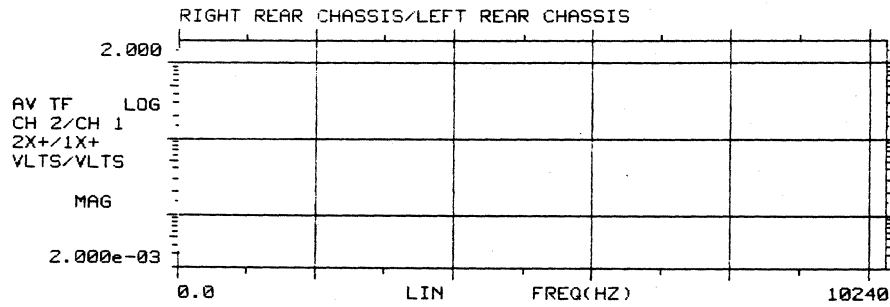 RIGHT REAR CHASSIS/LEFT REAR CHASSIS
2.000
AV TF LOG
CH 2/CH 1
2X+/1X+
VLTS/VLTS
MAG
2.000e-03
0.0 LIN FREQ(HZ) 10240